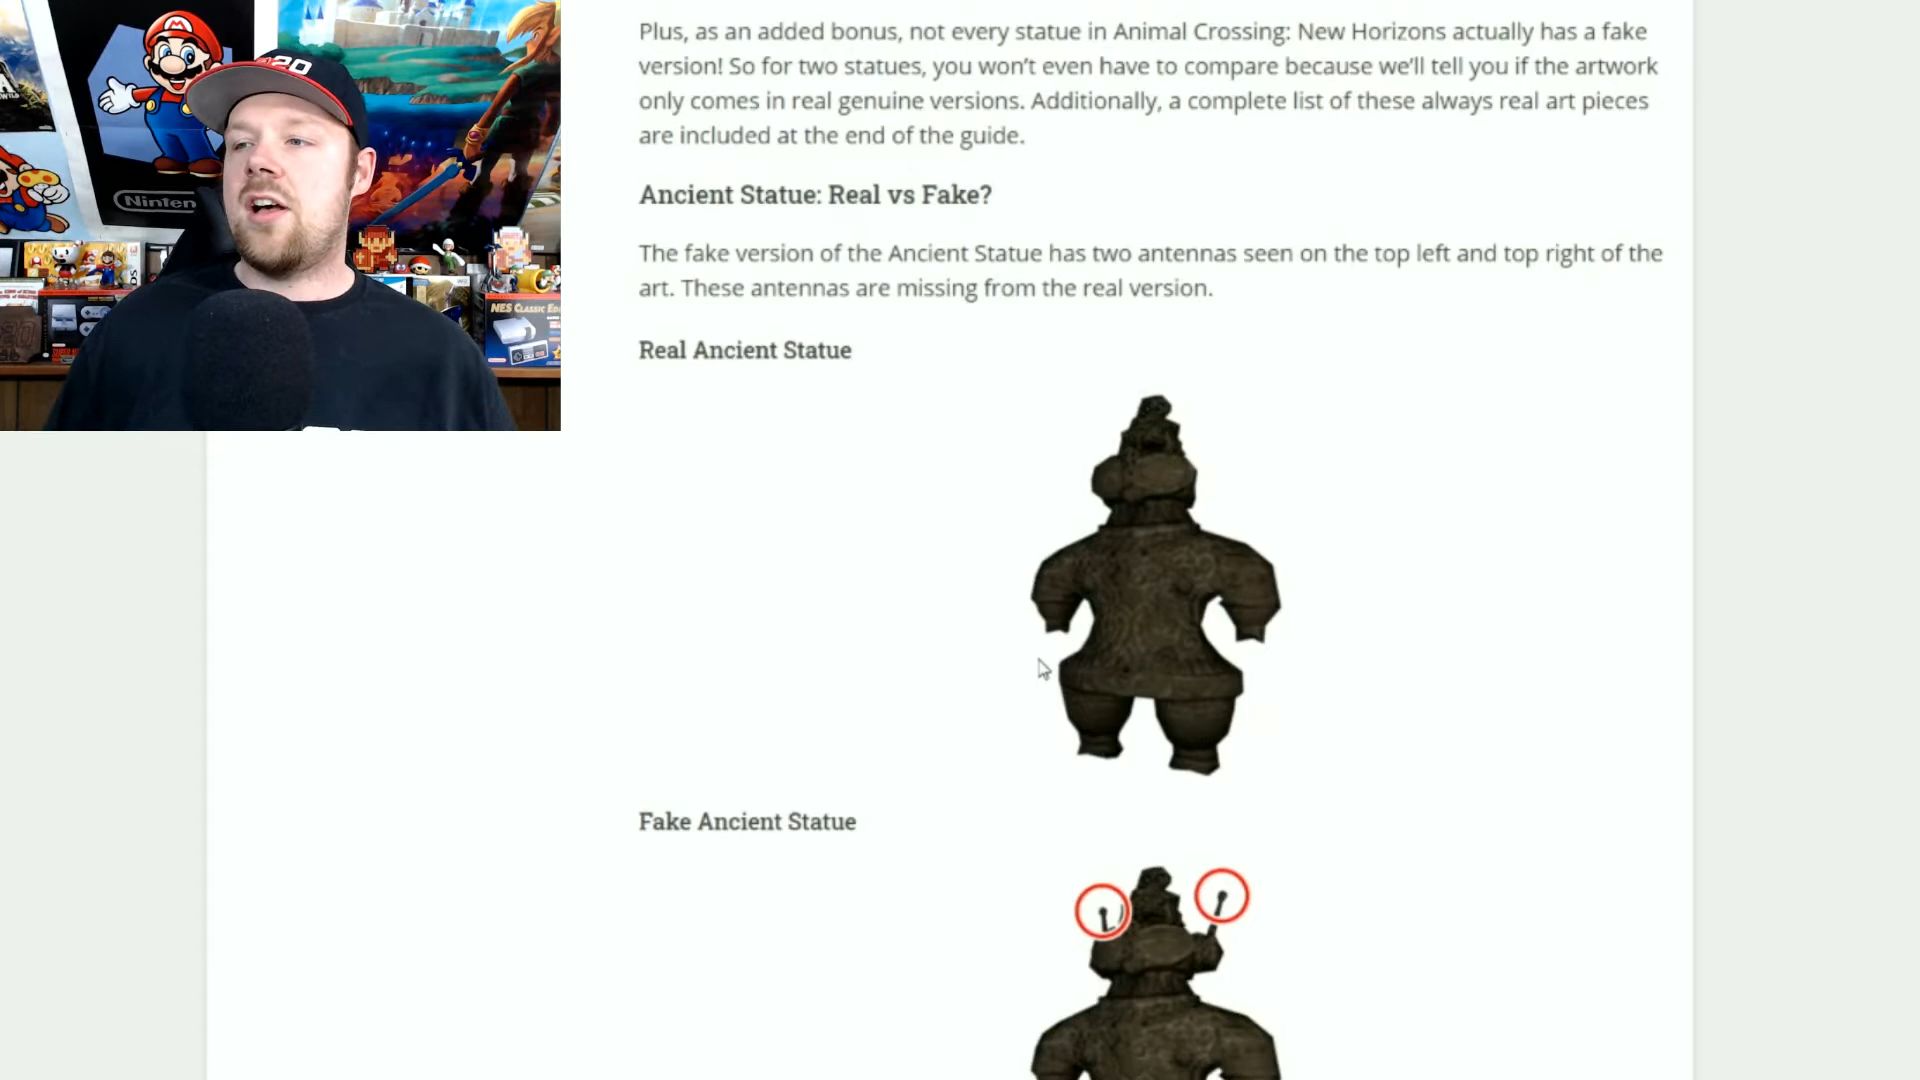 Plus, as an added bonus, not every statue in Animal Crossing: New Horizons actually has a fake
version! So for two statues, you won’t even have to compare because we’ll tell you if the artwork
only comes in real genuine versions. Additionally, a complete list of these always real art pieces
are included at the end of the guide.
Ancient Statue: Real vs Fake?
The fake version of the Ancient Statue has two antennas seen on the top left and top right of the
art. These antennas are missing from the real version.
Real Ancient Statue
Fake Ancient Statue
20
Ninten
NES CLASSIC ED